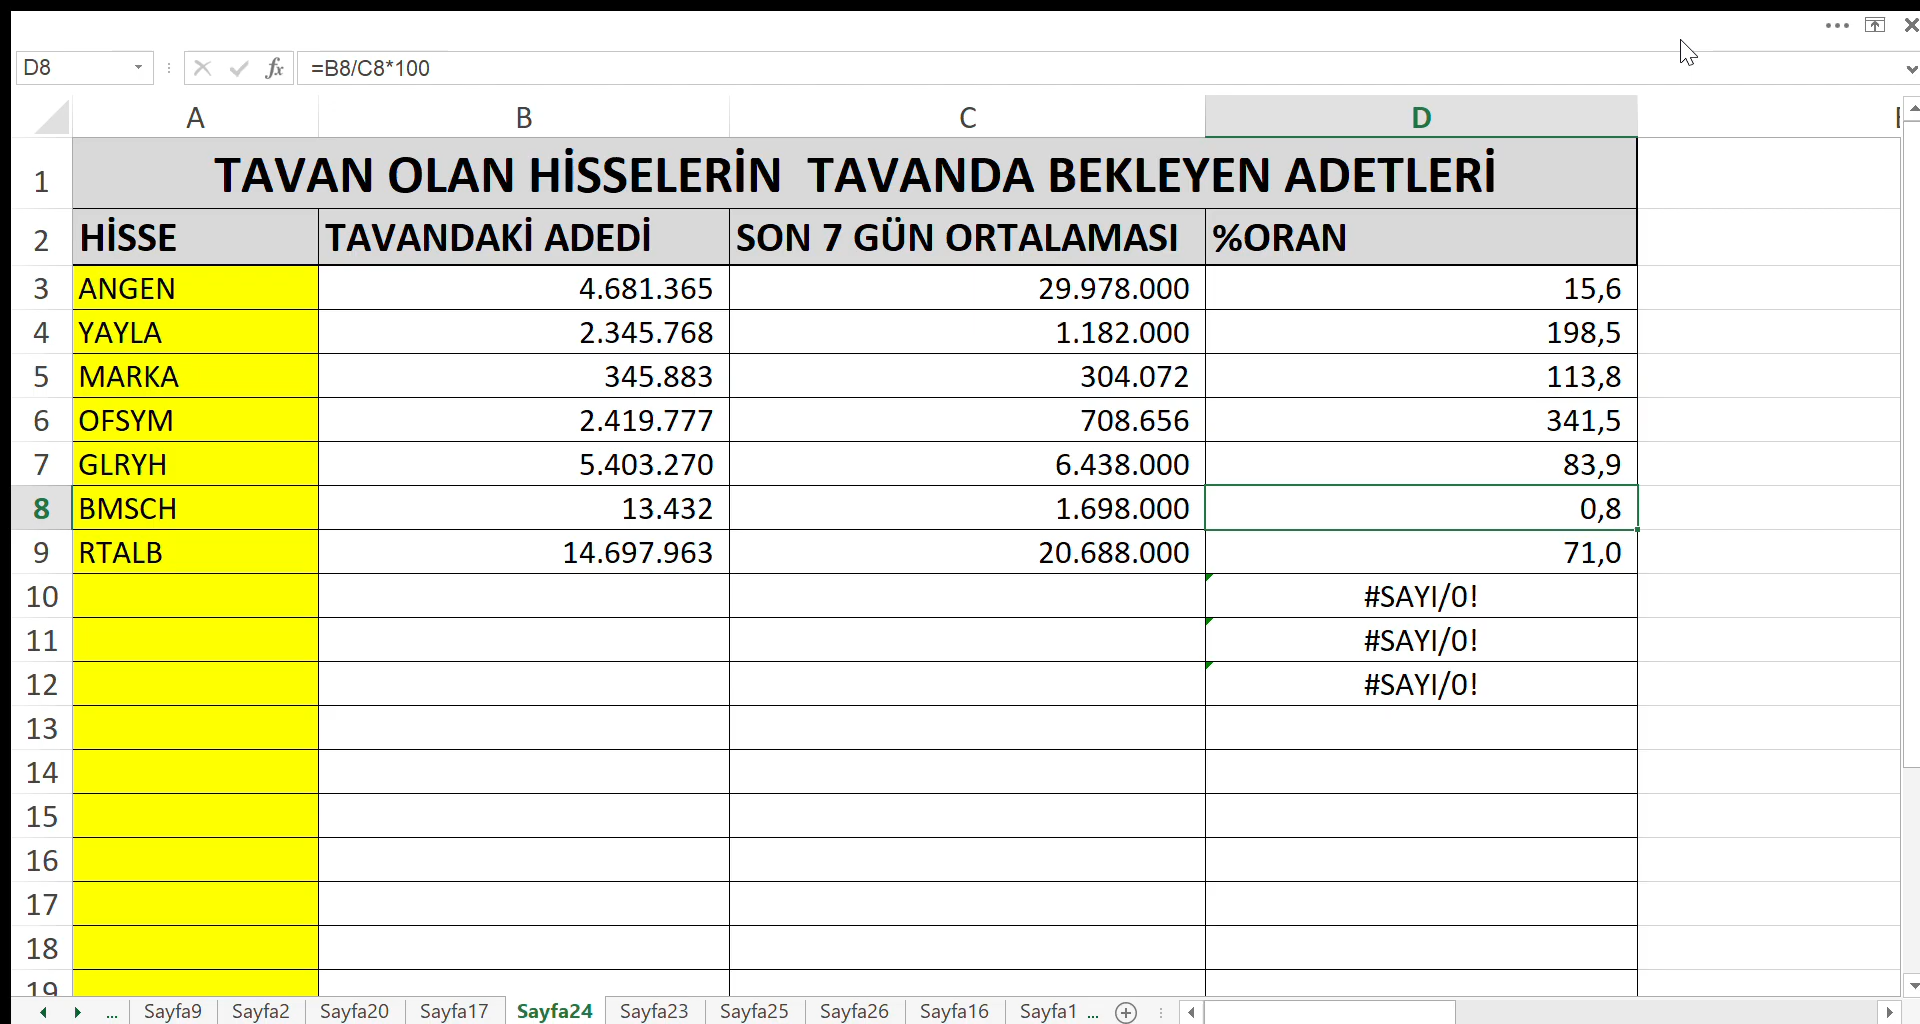 D8 fx =B8/C8*100
A B C D
1 TAVAN OLAN HİSSELERİN TAVANDA BEKLEYEN ADETLERİ
2 HİSSE TAVANDAKİ ADEDİ SON 7 GÜN ORTALAMASI %ORAN
3 ANGEN 4.681.365 29.978.000 15,6
4 YAYLA 2.345.768 1.182.000 198,5
5 MARKA 345.883 304.072 113,8
6 OFSYM 2.419.777 708.656 341,5
7 GLRYH 5.403.270 6.438.000 83,9
8 BMSCH 13.432 1.698.000 0,8
9 RTALB 14.697.963 20.688.000 71,0
10 #SAYI/0!
11 #SAYI/0!
12 #SAYI/0!
13
14
15
16
17
18
19
... Sayfa9 Sayfa2 Sayfa20 Sayfa17 Sayfa24 Sayfa23 Sayfa25 Sayfa26 Sayfa16 Sayfa1 ...